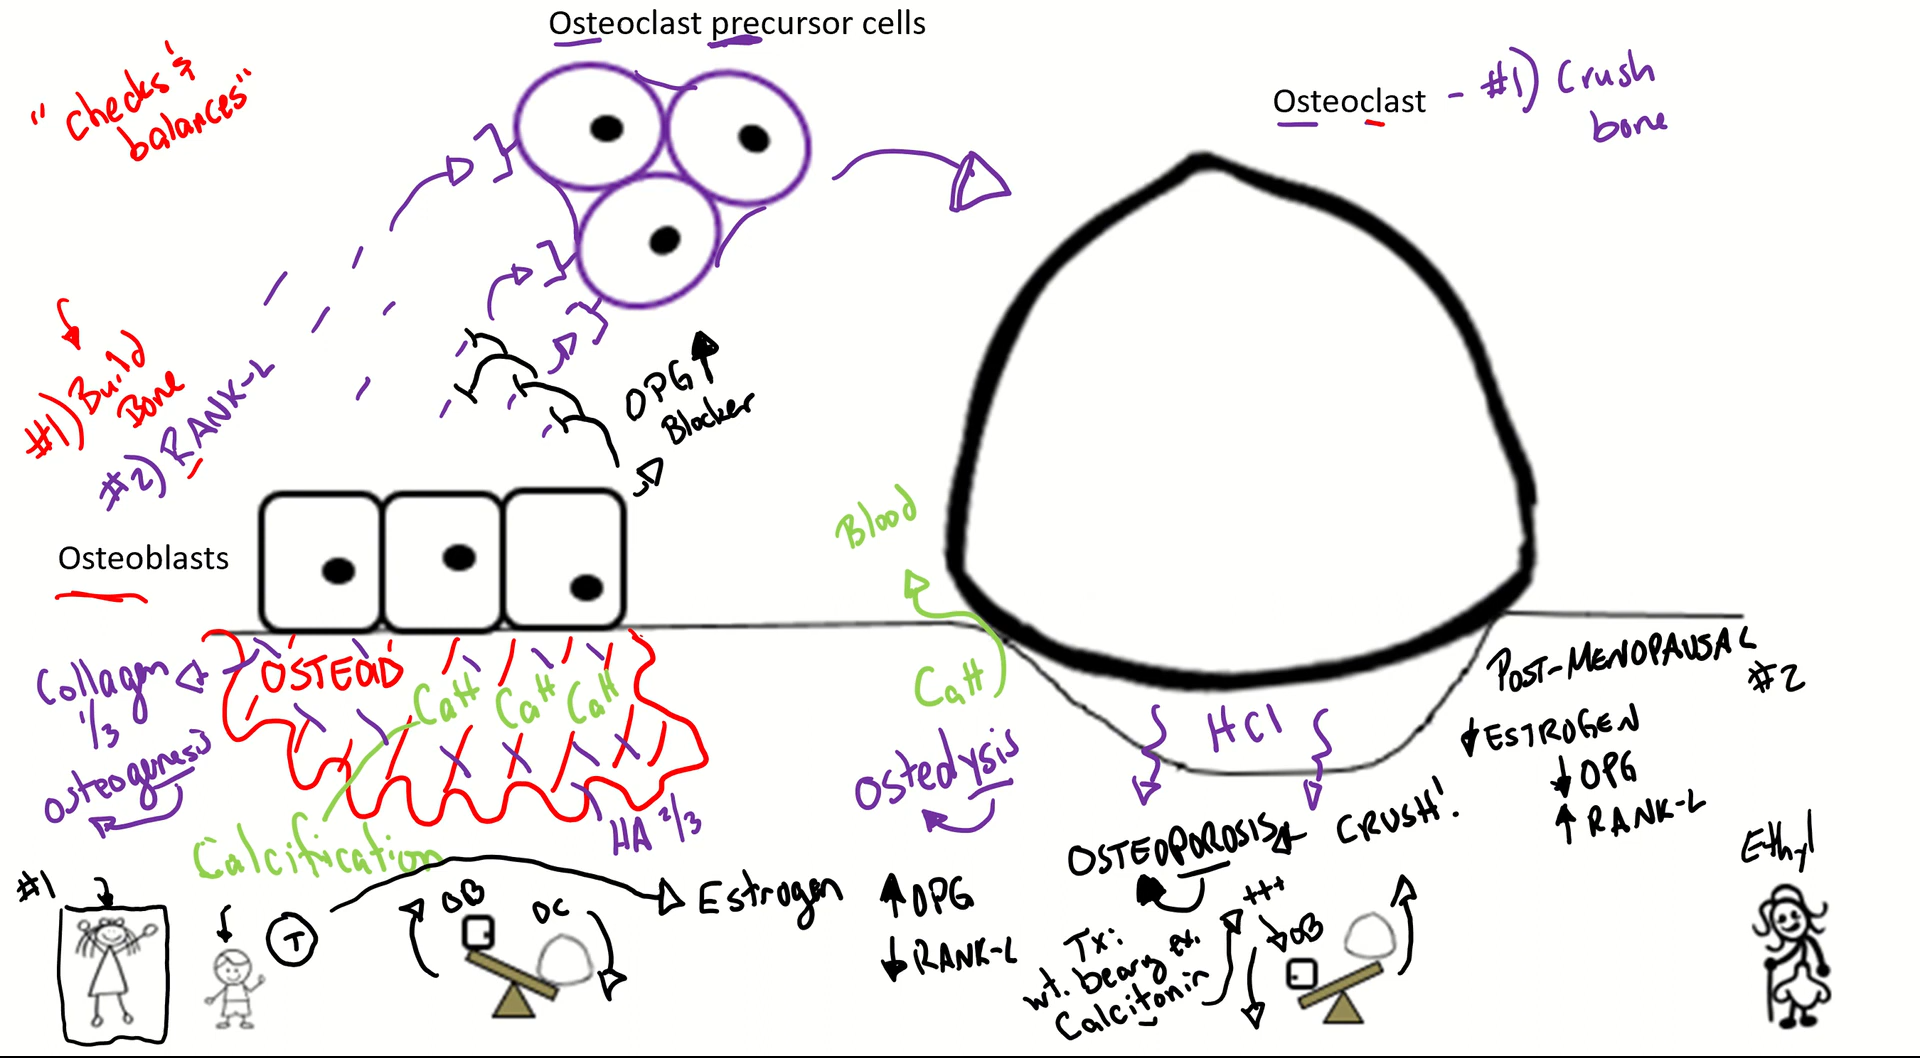 Osteoclast precursor cells
"checks &
balances"
Osteoclast - #1) Crush
bone
#1) Build
Bone
#2) RANK-L
OPG ↑
Blocker
Osteoblasts
Blood
Ca++
Collagen
1/3
OSTEOID
Ca++ Ca++ Ca++
osteogenesis
HA 2/3
Calcification
Osteolysis
HCl
POST-MENOPAUSAL
#2
↓ ESTROGEN
↓ OPG
↑ RANK-L
OSTEOPOROSIS
CRUSH!
#1
T
OB
OC
Estrogen
↑ OPG
↓ RANK-L
+++
OB
Tx:
wt. bearg ex.
Calcitonin
Ethyl